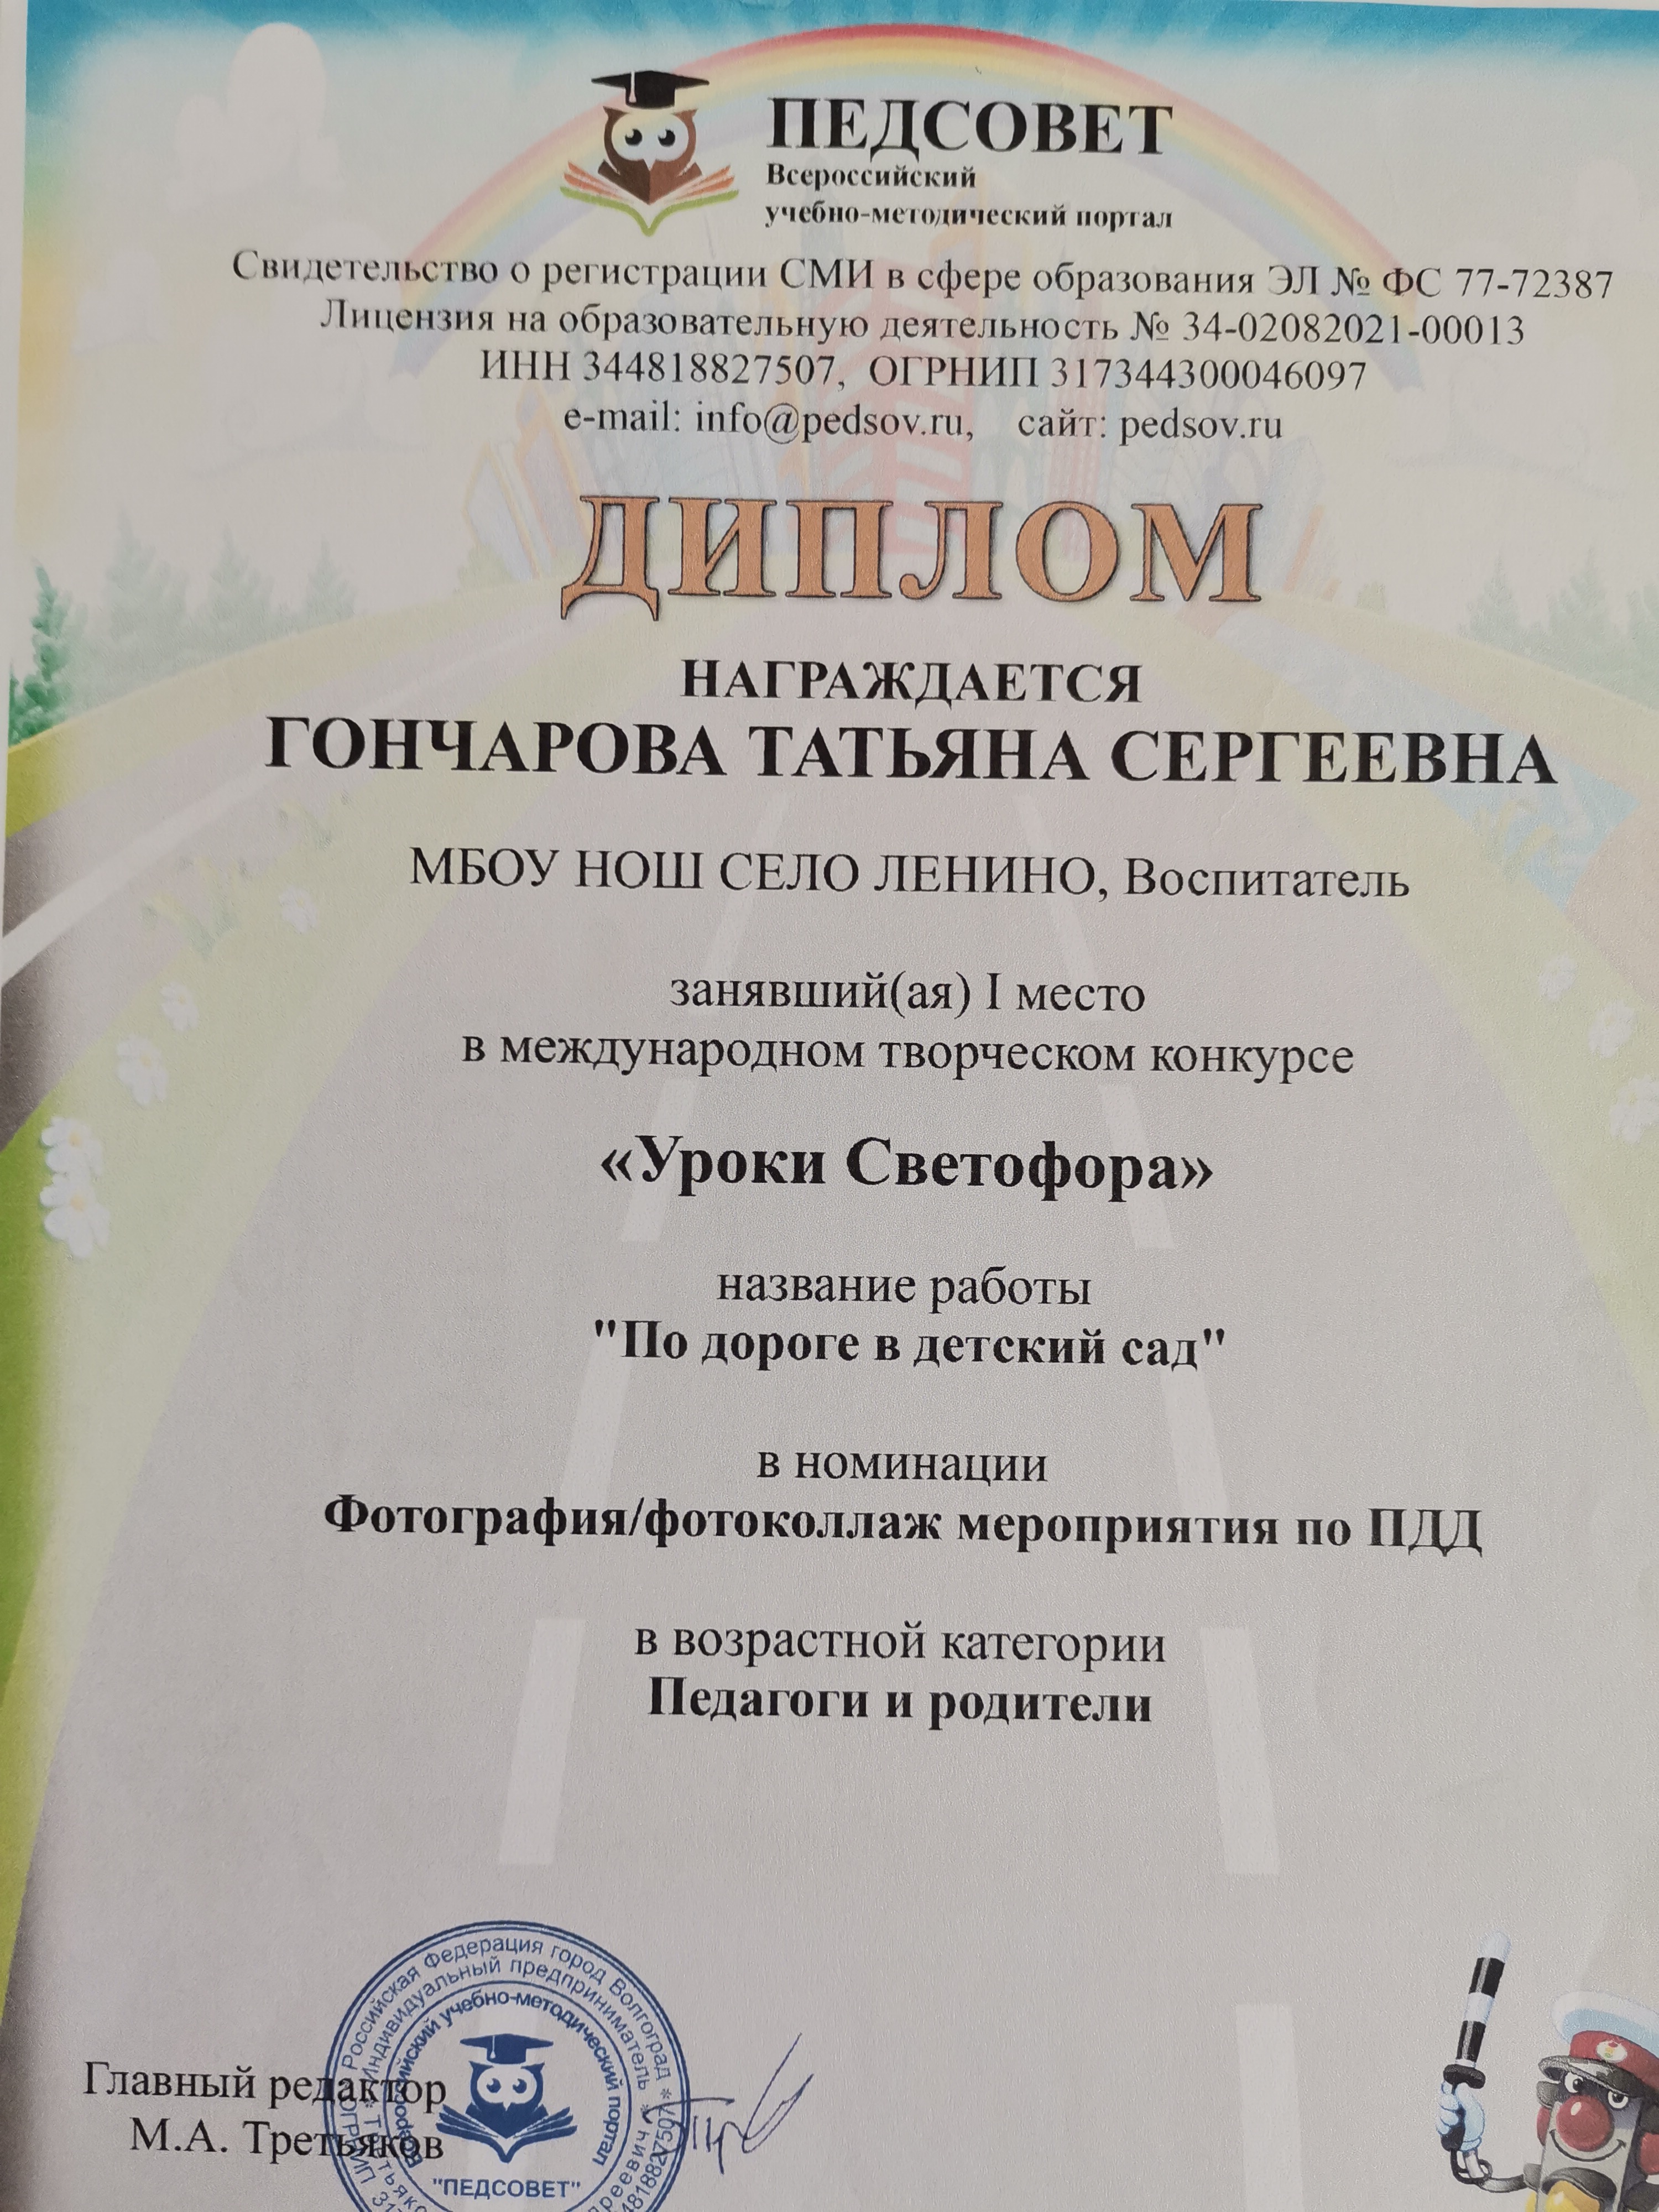 ПЕДСОВЕТ
Всероссийский
учебно-методический портал
Свидетельство о регистрации СМИ в сфере образования ЭЛ № ФС 77-72387
Лицензия на образовательную деятельность № 34-02082021-00013
ИНН 344818827507, ОГРНИП 317344300046097
e-mail: info@pedsov.ru, сайт: pedsov.ru
ДИПЛОМ
НАГРАЖДАЕТСЯ
ГОНЧАРОВА ТАТЬЯНА СЕРГЕЕВНА
МБОУ НОШ СЕЛО ЛЕНИНО, Воспитатель
занявший(ая) I место
в международном творческом конкурсе
«Уроки Светофора»
название работы
"По дороге в детский сад"
в номинации
Фотография/фотоколлаж мероприятия по ПДД
в возрастной категории
Педагоги и родители
Главный редактор
М.А. Третьяков
Российская Федерация город Волгоград
Индивидуальный предприниматель
Всероссийский учебно-методический портал
"ПЕДСОВЕТ"